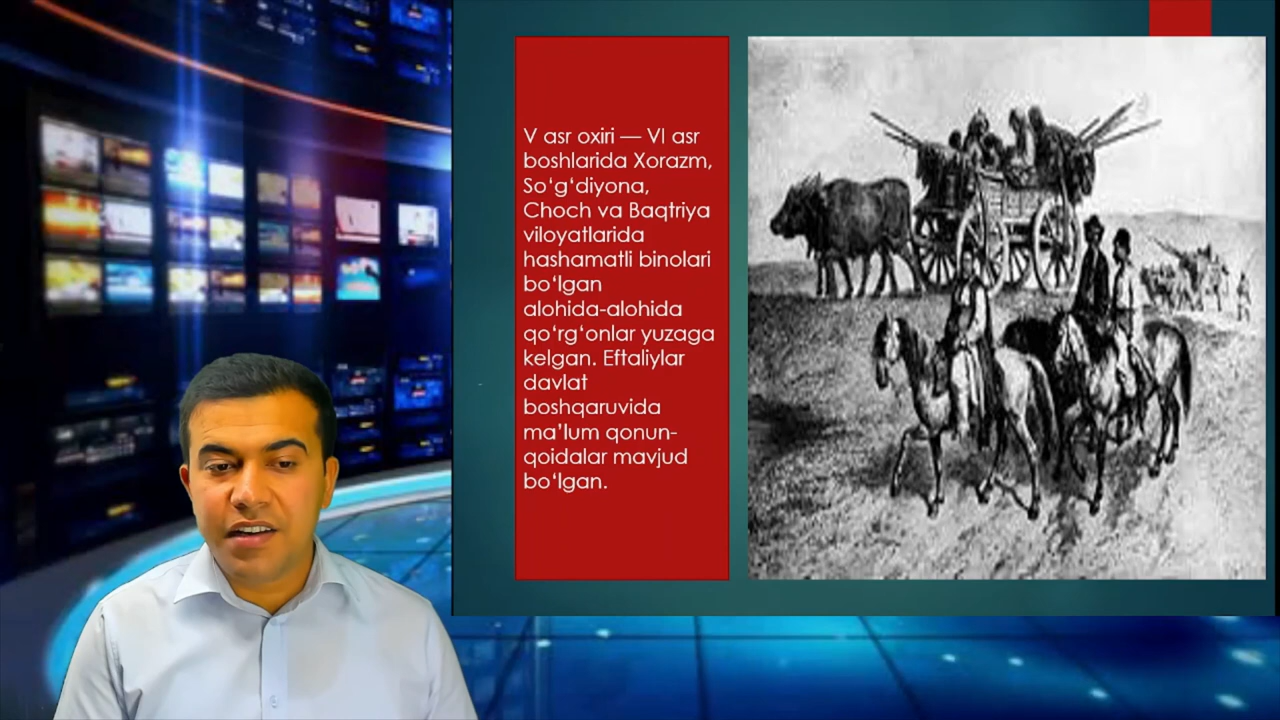 V asr oxiri — VI asr
boshlarida Xorazm,
So‘g‘diyona,
Choch va Baqtriya
viloyatlarida
hashamatli binolari
bo‘lgan
alohida-alohida
qo‘rg‘onlar yuzaga
kelgan. Eftaliylar
davlat
boshqaruvida
ma’lum qonun-
qoidalar mavjud
bo‘lgan.